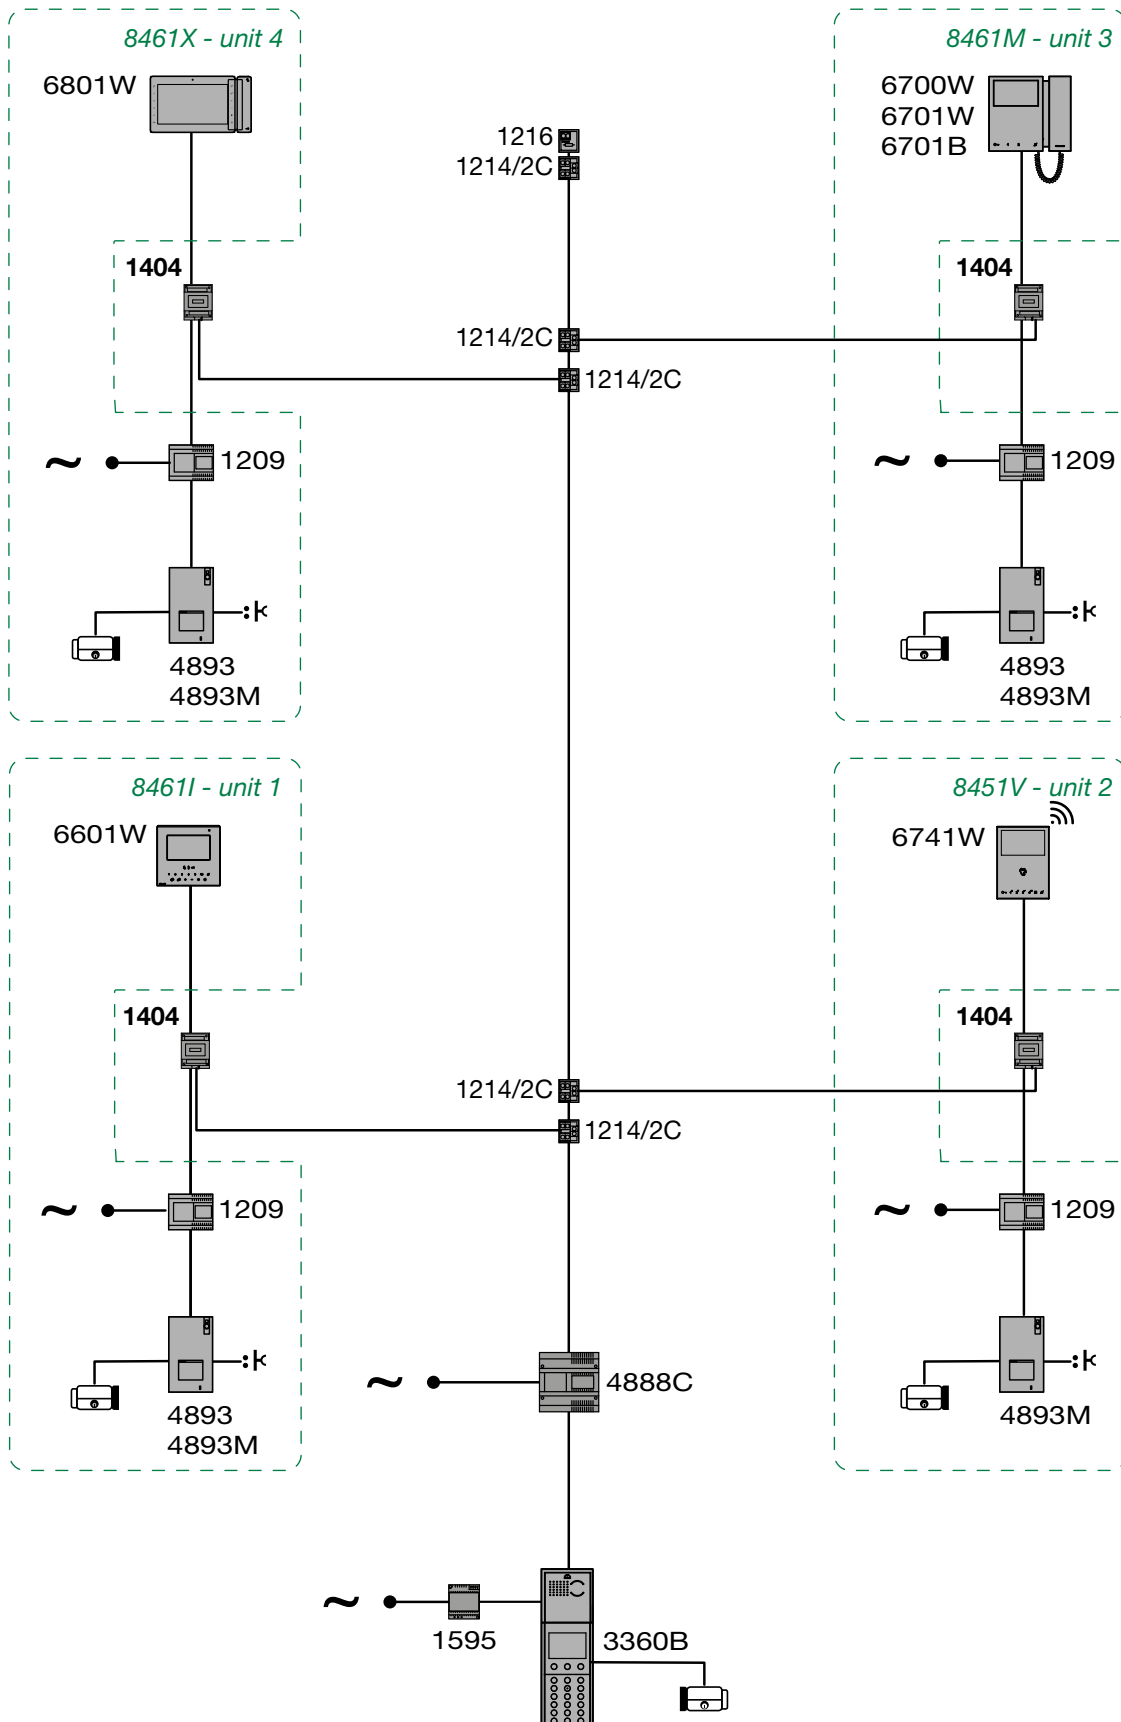 8461X - unit 4
6801W
1404
1209
4893
4893M
1216
1214/2C
1214/2C
1214/2C
8461M - unit 3
6700W
6701W
6701B
1404
1209
4893
4893M
8461I - unit 1
6601W
1404
1209
4893
4893M
1214/2C
1214/2C
8451V - unit 2
6741W
1404
1209
4893M
4888C
1595
3360B